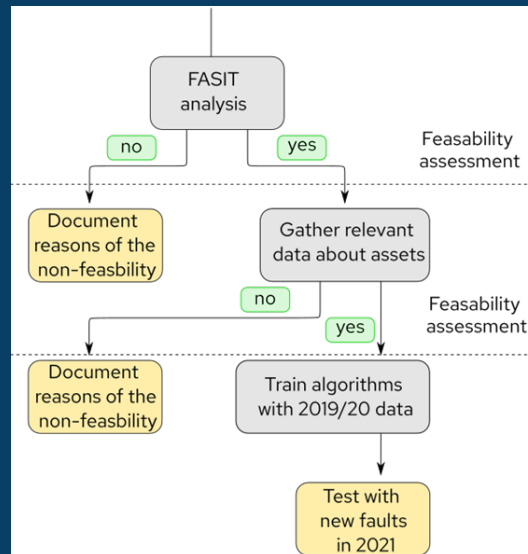 FASIT
analysis
no
yes
Feasability
assessment
Document
reasons of the
non-feasbility
Gather relevant
data about assets
no
yes
Feasability
assessment
Document
reasons of the
non-feasbility
Train algorithms
with 2019/20 data
Test with
new faults
in 2021